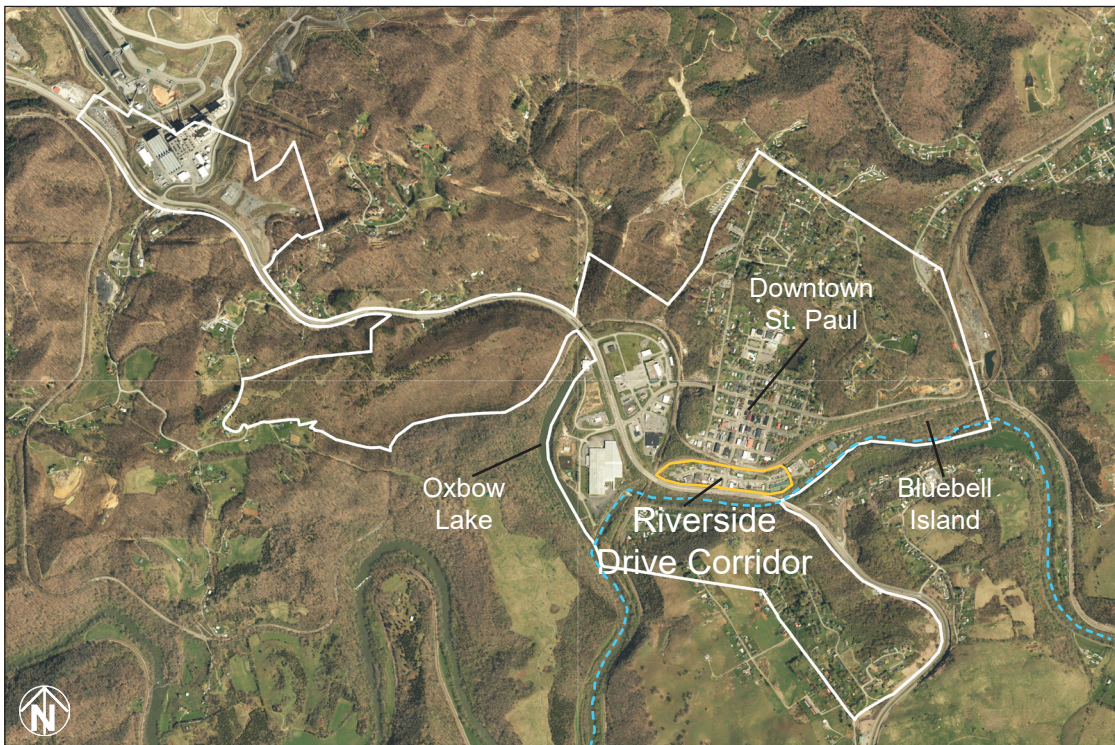 Downtown
St. Paul
Oxbow
Lake
Riverside
Drive Corridor
Bluebell
Island
N